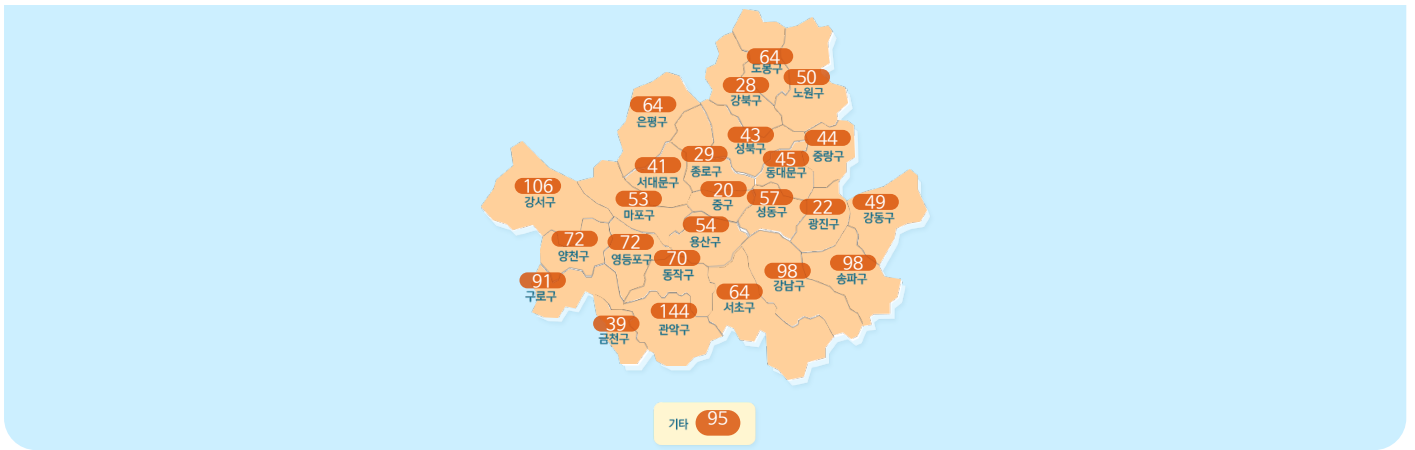 64
도봉구
50
노원구
28
강북구
64
은평구
43
성북구
44
중랑구
29
종로구
45
동대문구
41
서대문구
106
강서구
20
중구
57
성동구
53
마포구
22
광진구
49
강동구
54
용산구
72
양천구
72
영등포구
70
동작구
98
송파구
98
강남구
91
구로구
64
서초구
144
관악구
39
금천구
기타 95